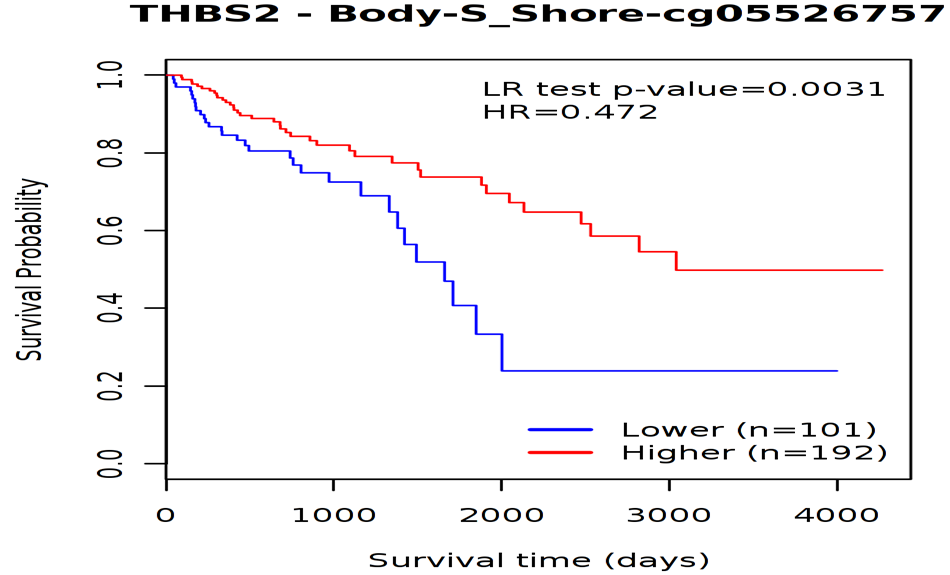 THBS2 - Body-S_Shore-cg05526757
LR test p-value=0.0031
HR=0.472
Survival Probability
1.0
0.8
0.6
0.4
0.2
0.0
Lower (n=101)
Higher (n=192)
0 1000 2000 3000 4000
Survival time (days)